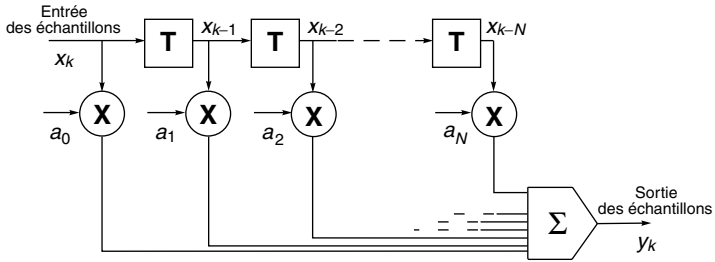 Entrée
des échantillons
x_k
T
x_{k–1}
T
x_{k–2}
T
x_{k–N}
X
X
X
X
a_0
a_1
a_2
a_N
Σ
Sortie
des échantillons
y_k